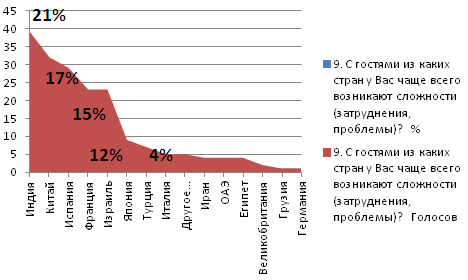 45
40
35
30
25
20
15
10
5
0
21%
17%
15%
12%
4%
Индия
Китай
Испания
Франция
Израиль
Япония
Турция
Италия
Другое…
Иран
ОАЭ
Египет
Великобритания
Грузия
Германия
9. С гостями из каких
стран у Вас чаще всего
возникают сложности
(затруднения,
проблемы)? %
9. С гостями из каких
стран у Вас чаще всего
возникают сложности
(затруднения,
проблемы)? Голосов